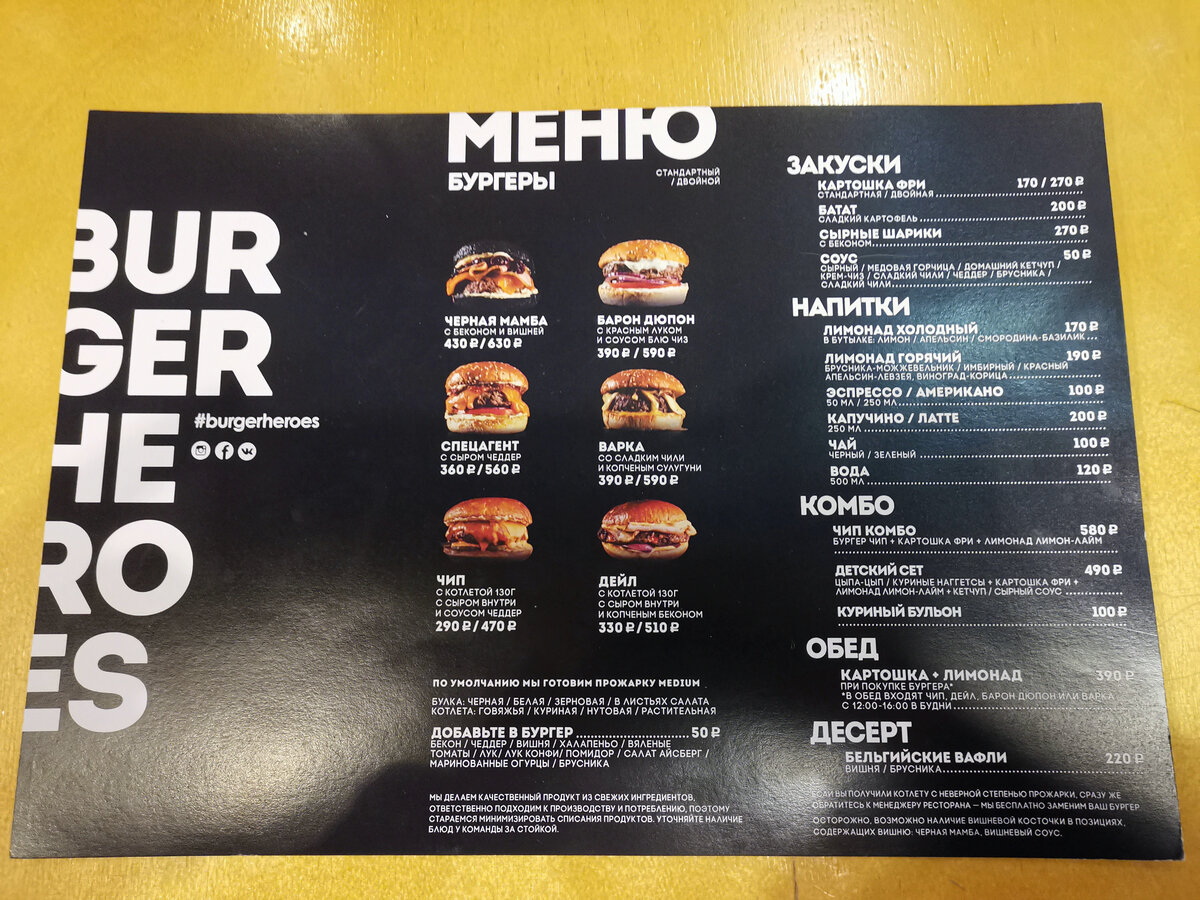 BUR
GER
HE
RO
ES
#burgerheroes
МЕНЮ
БУРГЕРЫ
СТАНДАРТНЫЙ
/ ДВОЙНОЙ
ЧЕРНАЯ МАМБА
С БЕКОНОМ И ВИШНЕЙ
430 ₽ / 630 ₽
БАРОН ДЮПОН
С КРАСНЫМ ЛУКОМ
И СОУСОМ БЛЮ ЧИЗ
390 ₽ / 590 ₽
СПЕЦАГЕНТ
С СЫРОМ ЧЕДДЕР
360 ₽ / 560 ₽
ВАРКА
СО СЛАДКИМ ЧИЛИ
И КОПЧЕНЫМ СУЛУГУНИ
390 ₽ / 590 ₽
ЧИП
С КОТЛЕТОЙ 130Г
С СЫРОМ ВНУТРИ
И СОУСОМ ЧЕДДЕР
290 ₽ / 470 ₽
ДЕЙЛ
С КОТЛЕТОЙ 130Г
С СЫРОМ ВНУТРИ
И КОПЧЕНЫМ БЕКОНОМ
330 ₽ / 510 ₽
ПО УМОЛЧАНИЮ МЫ ГОТОВИМ ПРОЖАРКУ MEDIUM
БУЛКА: ЧЕРНАЯ / БЕЛАЯ / ЗЕРНОВАЯ / В ЛИСТЬЯХ САЛАТА
КОТЛЕТА: ГОВЯЖЬЯ / КУРИНАЯ / НУТОВАЯ / РАСТИТЕЛЬНАЯ
ДОБАВЬТЕ В БУРГЕР 50 ₽
БЕКОН / ЧЕДДЕР / ВИШНЯ / ХАЛАПЕНЬО / ВЯЛЕНЫЕ
ТОМАТЫ / ЛУК/ ЛУК КОНФИ/ ПОМИДОР / САЛАТ АЙСБЕРГ /
МАРИНОВАННЫЕ ОГУРЦЫ / БРУСНИКА
МЫ ДЕЛАЕМ КАЧЕСТВЕННЫЙ ПРОДУКТ ИЗ СВЕЖИХ ИНГРЕДИЕНТОВ,
ОТВЕТСТВЕННО ПОДХОДИМ К ПРОИЗВОДСТВУ И ПОТРЕБЛЕНИЮ, ПОЭТОМУ
СТАРАЕМСЯ МИНИМИЗИРОВАТЬ СПИСАНИЯ ПРОДУКТОВ. УТОЧНЯЙТЕ НАЛИЧИЕ
БЛЮД У КОМАНДЫ ЗА СТОЙКОЙ.
ЗАКУСКИ
КАРТОШКА ФРИ 170 / 270 ₽
СТАНДАРТНАЯ / ДВОЙНАЯ
БАТАТ 200 ₽
СЛАДКИЙ КАРТОФЕЛЬ
СЫРНЫЕ ШАРИКИ 270 ₽
С БЕКОНОМ
СОУС 50 ₽
СЫРНЫЙ / МЕДОВАЯ ГОРЧИЦА / ДОМАШНИЙ КЕТЧУП /
КРЕМ-ЧИЗ / СЛАДКИЙ ЧИЛИ / ЧЕДДЕР / БРУСНИКА /
СЛАДКИЙ ЧИЛИ
НАПИТКИ
ЛИМОНАД ХОЛОДНЫЙ 170 ₽
В БУТЫЛКЕ: ЛИМОН / АПЕЛЬСИН / СМОРОДИНА-БАЗИЛИК
ЛИМОНАД ГОРЯЧИЙ 190 ₽
БРУСНИКА-МОЖЖЕВЕЛЬНИК / ИМБИРНЫЙ / КРАСНЫЙ
АПЕЛЬСИН-ЛЕВЗЕЯ, ВИНОГРАД-КОРИЦА
ЭСПРЕССО / АМЕРИКАНО 100 ₽
50 МЛ / 250 МЛ
КАПУЧИНО / ЛАТТЕ 200 ₽
250 МЛ
ЧАЙ 100 ₽
ЧЕРНЫЙ / ЗЕЛЕНЫЙ
ВОДА 120 ₽
500 МЛ
КОМБО
ЧИП КОМБО 580 ₽
БУРГЕР ЧИП + КАРТОШКА ФРИ + ЛИМОНАД ЛИМОН-ЛАЙМ
ДЕТСКИЙ СЕТ 490 ₽
ЦЫПА-ЦЫП / КУРИНЫЕ НАГГЕТСЫ + КАРТОШКА ФРИ +
ЛИМОНАД ЛИМОН-ЛАЙМ + КЕТЧУП / СЫРНЫЙ СОУС
КУРИНЫЙ БУЛЬОН 100 ₽
ОБЕД
КАРТОШКА + ЛИМОНАД 390 ₽
ПРИ ПОКУПКЕ БУРГЕРА*
*В ОБЕД ВХОДЯТ ЧИП, ДЕЙЛ, БАРОН ДЮПОН ИЛИ ВАРКА
С 12:00-16:00 В БУДНИ
ДЕСЕРТ
БЕЛЬГИЙСКИЕ ВАФЛИ 220 ₽
ВИШНЯ / БРУСНИКА
ЕСЛИ ВЫ ПОЛУЧИЛИ КОТЛЕТУ С НЕВЕРНОЙ СТЕПЕНЬЮ ПРОЖАРКИ, СРАЗУ ЖЕ
ОБРАТИТЕСЬ К МЕНЕДЖЕРУ РЕСТОРАНА — МЫ БЕСПЛАТНО ЗАМЕНИМ ВАШ БУРГЕР
ОСТОРОЖНО, ВОЗМОЖНО НАЛИЧИЕ ВИШНЕВОЙ КОСТОЧКИ В ПОЗИЦИЯХ,
СОДЕРЖАЩИХ ВИШНЮ: ЧЕРНАЯ МАМБА, ВИШНЕВЫЙ СОУС.